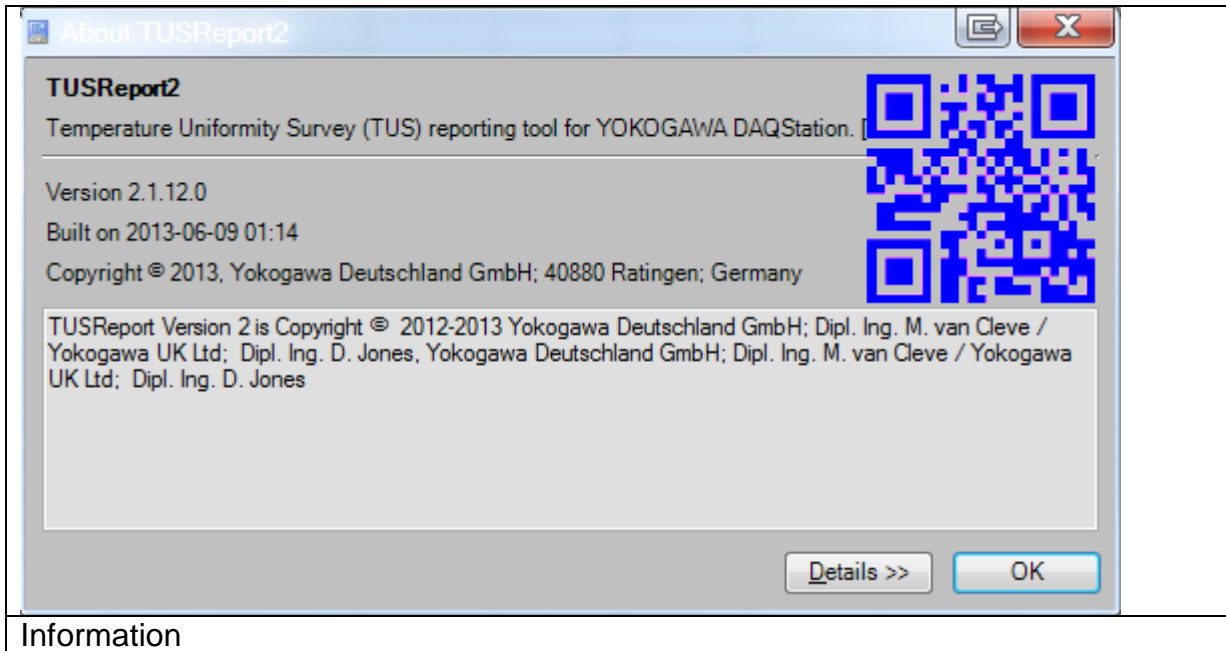 About TUSReport2
TUSReport2
Temperature Uniformity Survey (TUS) reporting tool for YOKOGAWA DAQStation. [
Version 2.1.12.0
Built on 2013-06-09 01:14
Copyright © 2013, Yokogawa Deutschland GmbH; 40880 Ratingen; Germany
TUSReport Version 2 is Copyright © 2012-2013 Yokogawa Deutschland GmbH; Dipl. Ing. M. van Cleve /
Yokogawa UK Ltd; Dipl. Ing. D. Jones, Yokogawa Deutschland GmbH; Dipl. Ing. M. van Cleve / Yokogawa
UK Ltd; Dipl. Ing. D. Jones
Details >>
OK
Information